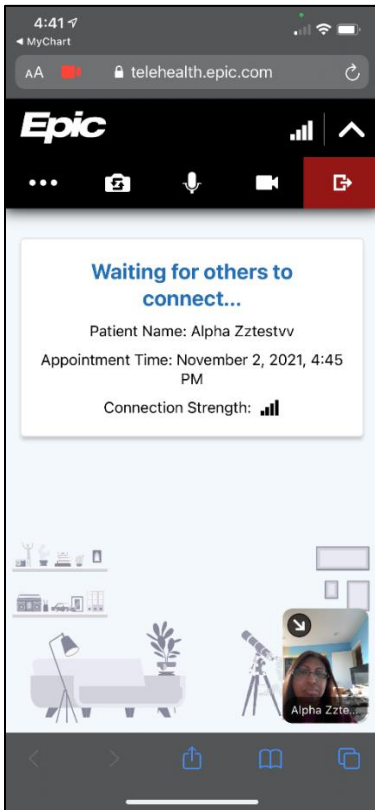 4:41
◀ MyChart
AA telehealth.epic.com
Epic
Waiting for others to
connect...
Patient Name: Alpha Zztestvv
Appointment Time: November 2, 2021, 4:45
PM
Connection Strength:
Alpha Zzte...